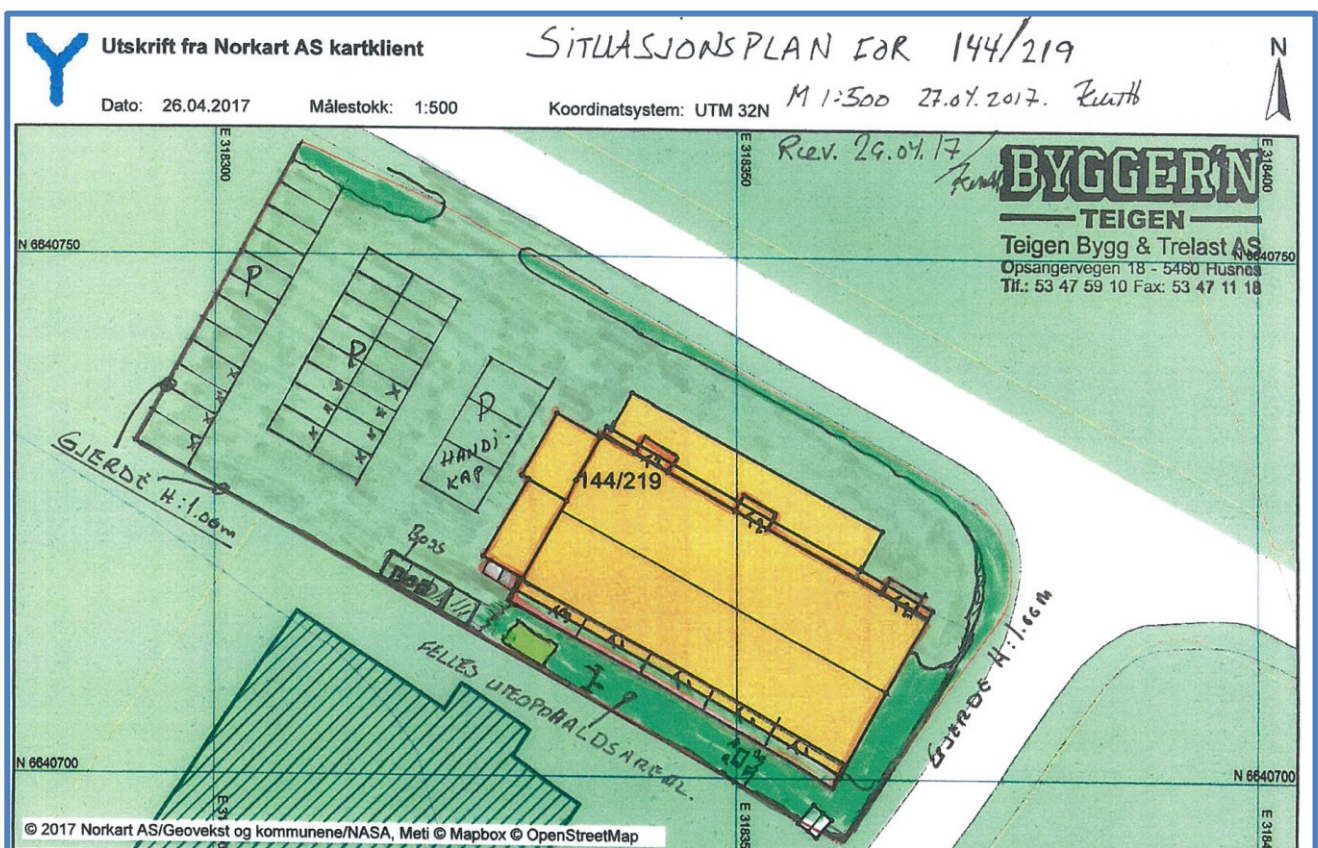 Utskrift fra Norkart AS kartklient
SITUASJONSPLAN FOR 144/219
Dato: 26.04.2017
Målestokk: 1:500
Koordinatsystem: UTM 32N
M 1:500 27.04.2017.
N
Rev. 29.04.17
BYGGER'N
TEIGEN
Teigen Bygg & Trelast AS
Opsangervegen 18 - 5460 Husnes
Tlf.: 53 47 59 10 Fax: 53 47 11 18
E 318300
E 318350
E 318400
N 6640750
N 6640750
P
P
P
HANDI-
KAP
144/219
GJERDE H:1.00m
Boss
FELLES UTEOPPHALDSAREAL.
GJERDE H:1.00m
N 6640700
N 6640700
© 2017 Norkart AS/Geovekst og kommunene/NASA, Meti © Mapbox © OpenStreetMap